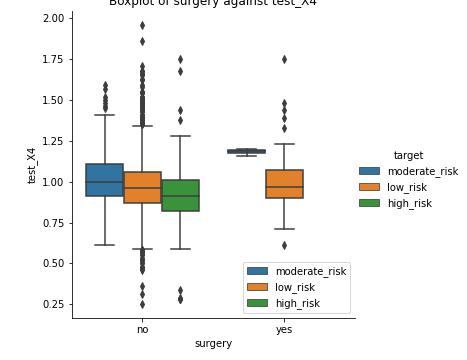 Boxplot of surgery against test_X4
2.00
1.75
1.50
1.25
1.00
0.75
0.50
0.25
test_X4
no
yes
surgery
target
moderate_risk
low_risk
high_risk
moderate_risk
low_risk
high_risk